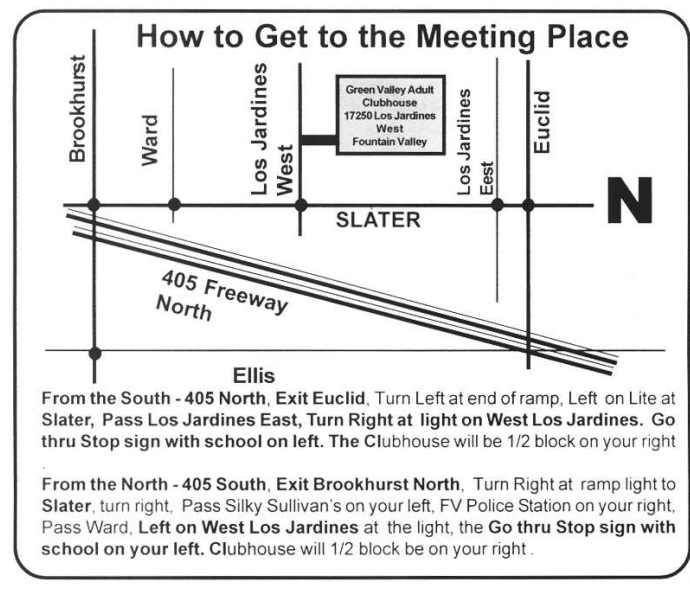 How to Get to the Meeting Place
Brookhurst
Ward
Los Jardines
West
Green Valley Adult
Clubhouse
17250 Los Jardines
West
Fountain Valley
Los Jardines
Eest
Euclid
N
SLATER
405 Freeway
North
Ellis
From the South - 405 North, Exit Euclid, Turn Left at end of ramp, Left on Lite at
Slater, Pass Los Jardines East, Turn Right at light on West Los Jardines. Go
thru Stop sign with school on left. The Clubhouse will be 1/2 block on your right
.
From the North - 405 South, Exit Brookhurst North, Turn Right at ramp light to
Slater, turn right, Pass Silky Sullivan's on your left, FV Police Station on your right,
Pass Ward, Left on West Los Jardines at the light, the Go thru Stop sign with
school on your left. Clubhouse will 1/2 block be on your right .